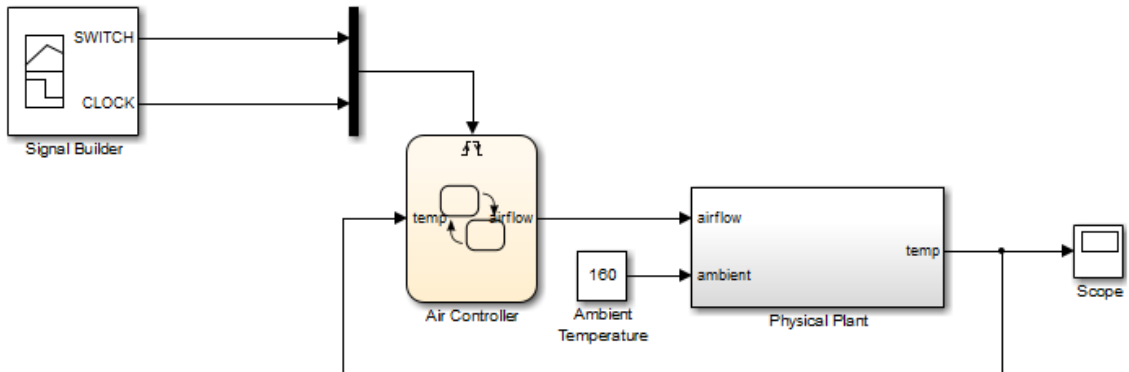 SWITCH
CLOCK
Signal Builder
temp
airflow
Air Controller
160
Ambient
Temperature
airflow
ambient
temp
Physical Plant
Scope